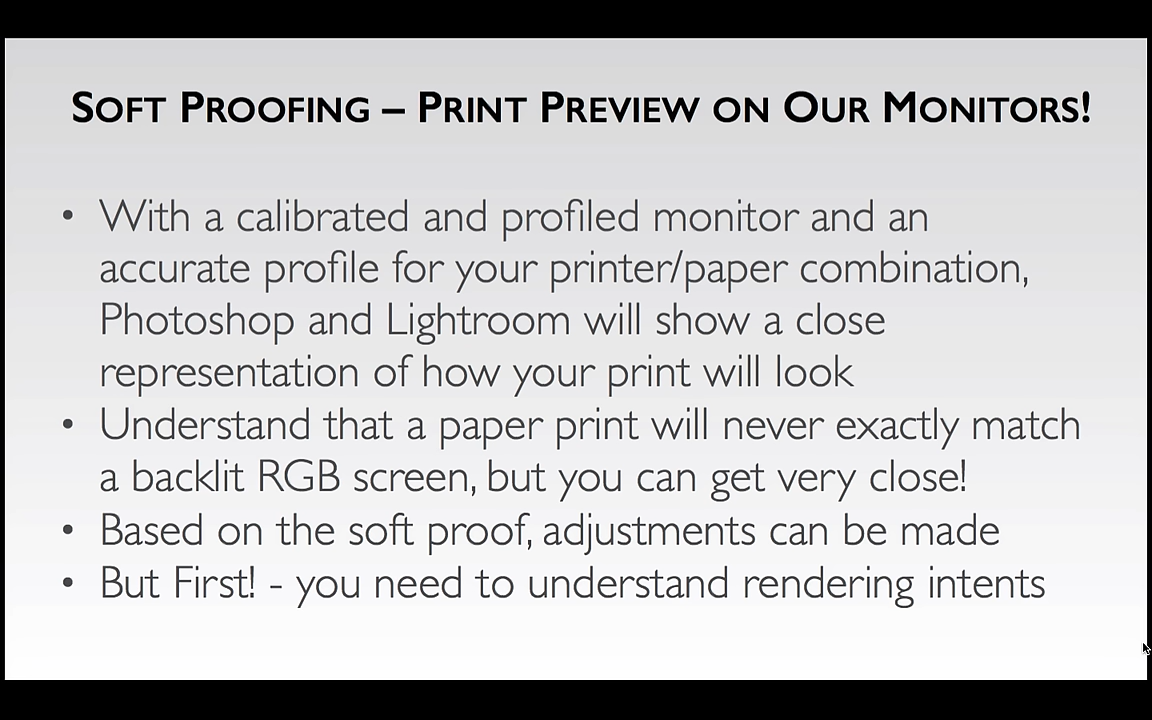 Soft Proofing – Print Preview on Our Monitors!
• With a calibrated and profiled monitor and an
accurate profile for your printer/paper combination,
Photoshop and Lightroom will show a close
representation of how your print will look
• Understand that a paper print will never exactly match
a backlit RGB screen, but you can get very close!
• Based on the soft proof, adjustments can be made
• But First! - you need to understand rendering intents